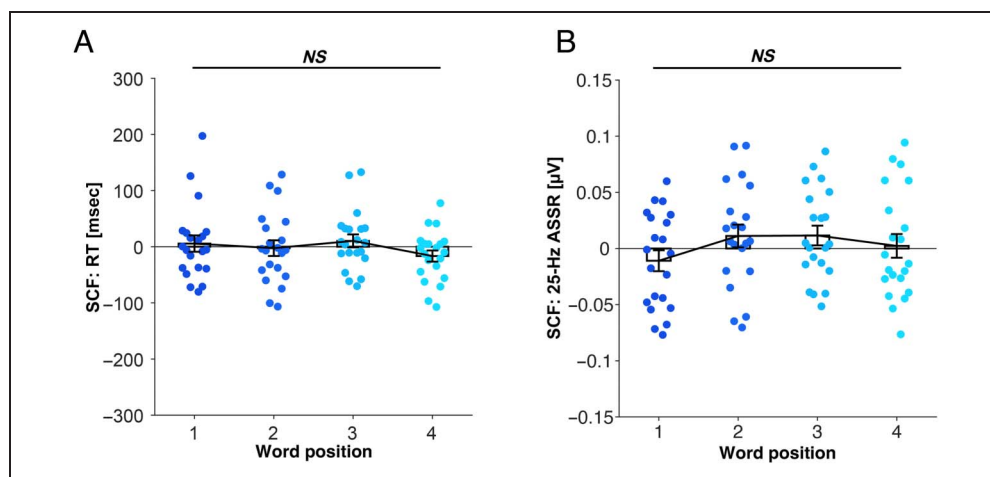 A
NS
SCF: RT [msec]
300
200
100
0
−100
−200
−300
1 2 3 4
Word position
B
NS
SCF: 25-Hz ASSR [μV]
0.15
0.1
0.05
0
−0.05
−0.1
−0.15
1 2 3 4
Word position